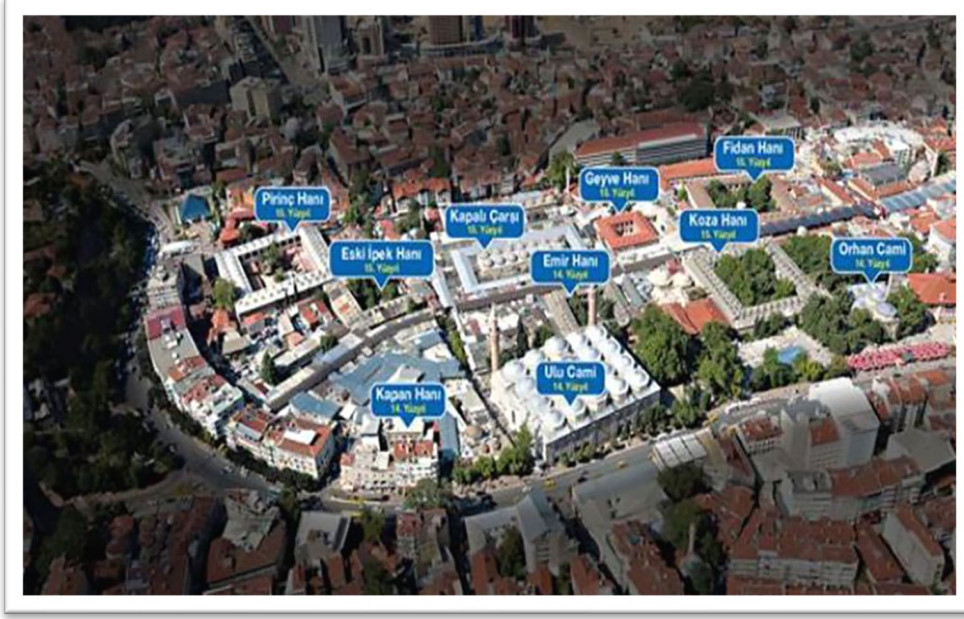 Fidan Hanı
15. Yüzyıl
Geyve Hanı
15. Yüzyıl
Pirinç Hanı
15. Yüzyıl
Kapalı Çarşı
15. Yüzyıl
Koza Hanı
15. Yüzyıl
Eski İpek Hanı
15. Yüzyıl
Emir Hanı
14. Yüzyıl
Orhan Cami
14. Yüzyıl
Ulu Cami
14. Yüzyıl
Kapan Hanı
14. Yüzyıl